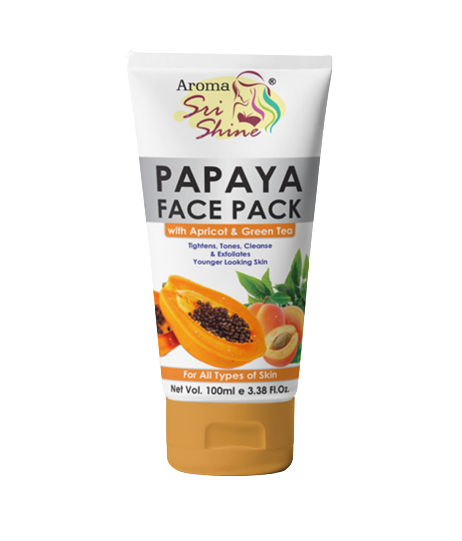 Aroma ®
Sri
Shine
PAPAYA
FACE PACK
with Apricot & Green Tea
Tightens, Tones, Cleanse
& Exfoliates
Younger Looking Skin
For All Types of Skin
Net Vol. 100ml e 3.38 Fl.Oz.